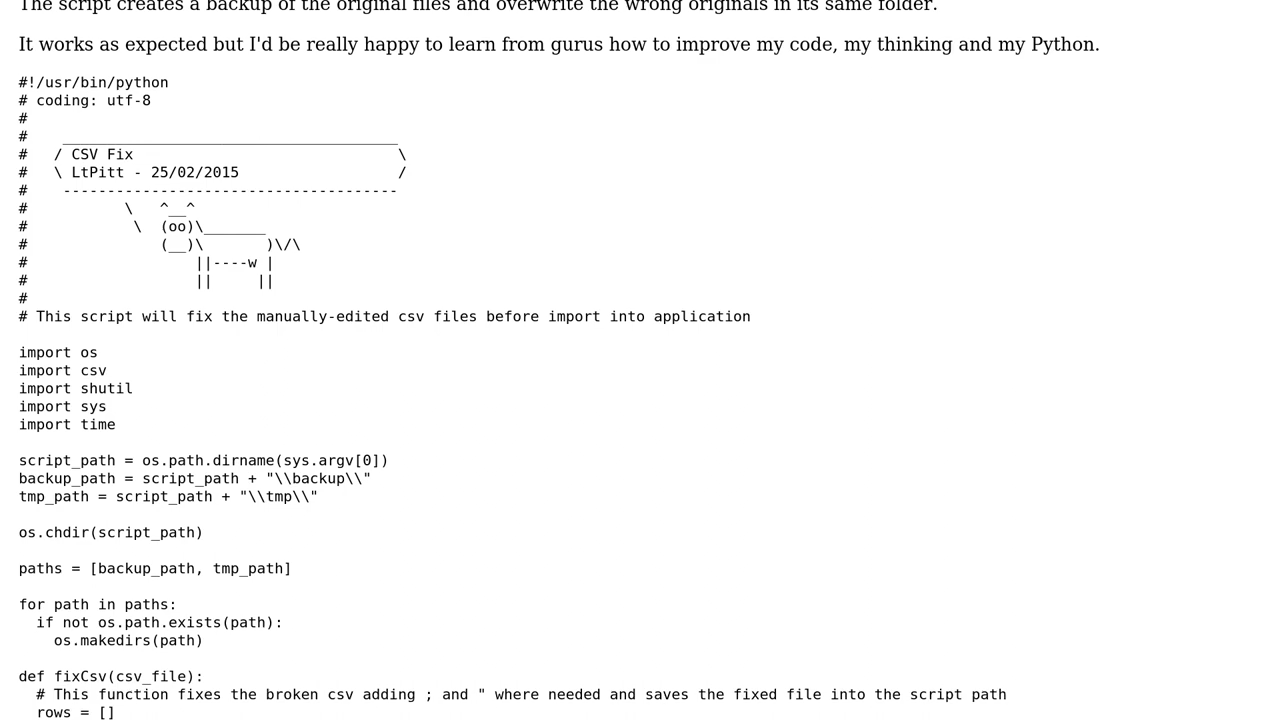 The script creates a backup of the original files and overwrite the wrong originals in its same folder.
It works as expected but I'd be really happy to learn from gurus how to improve my code, my thinking and my Python.
#!/usr/bin/python
# coding: utf-8
#
#    ______________________________________
#   / CSV Fix                              \
#   \ LtPitt - 25/02/2015                  /
#    --------------------------------------
#           \   ^__^
#            \  (oo)\_______
#               (__)\       )\/\
#                   ||----w |
#                   ||     ||
#
# This script will fix the manually-edited csv files before import into application
import os
import csv
import shutil
import sys
import time
script_path = os.path.dirname(sys.argv[0])
backup_path = script_path + "\\backup\\"
tmp_path = script_path + "\\tmp\\"
os.chdir(script_path)
paths = [backup_path, tmp_path]
for path in paths:
  if not os.path.exists(path):
    os.makedirs(path)
def fixCsv(csv_file):
  # This function fixes the broken csv adding ; and " where needed and saves the fixed file into the script path
  rows = []